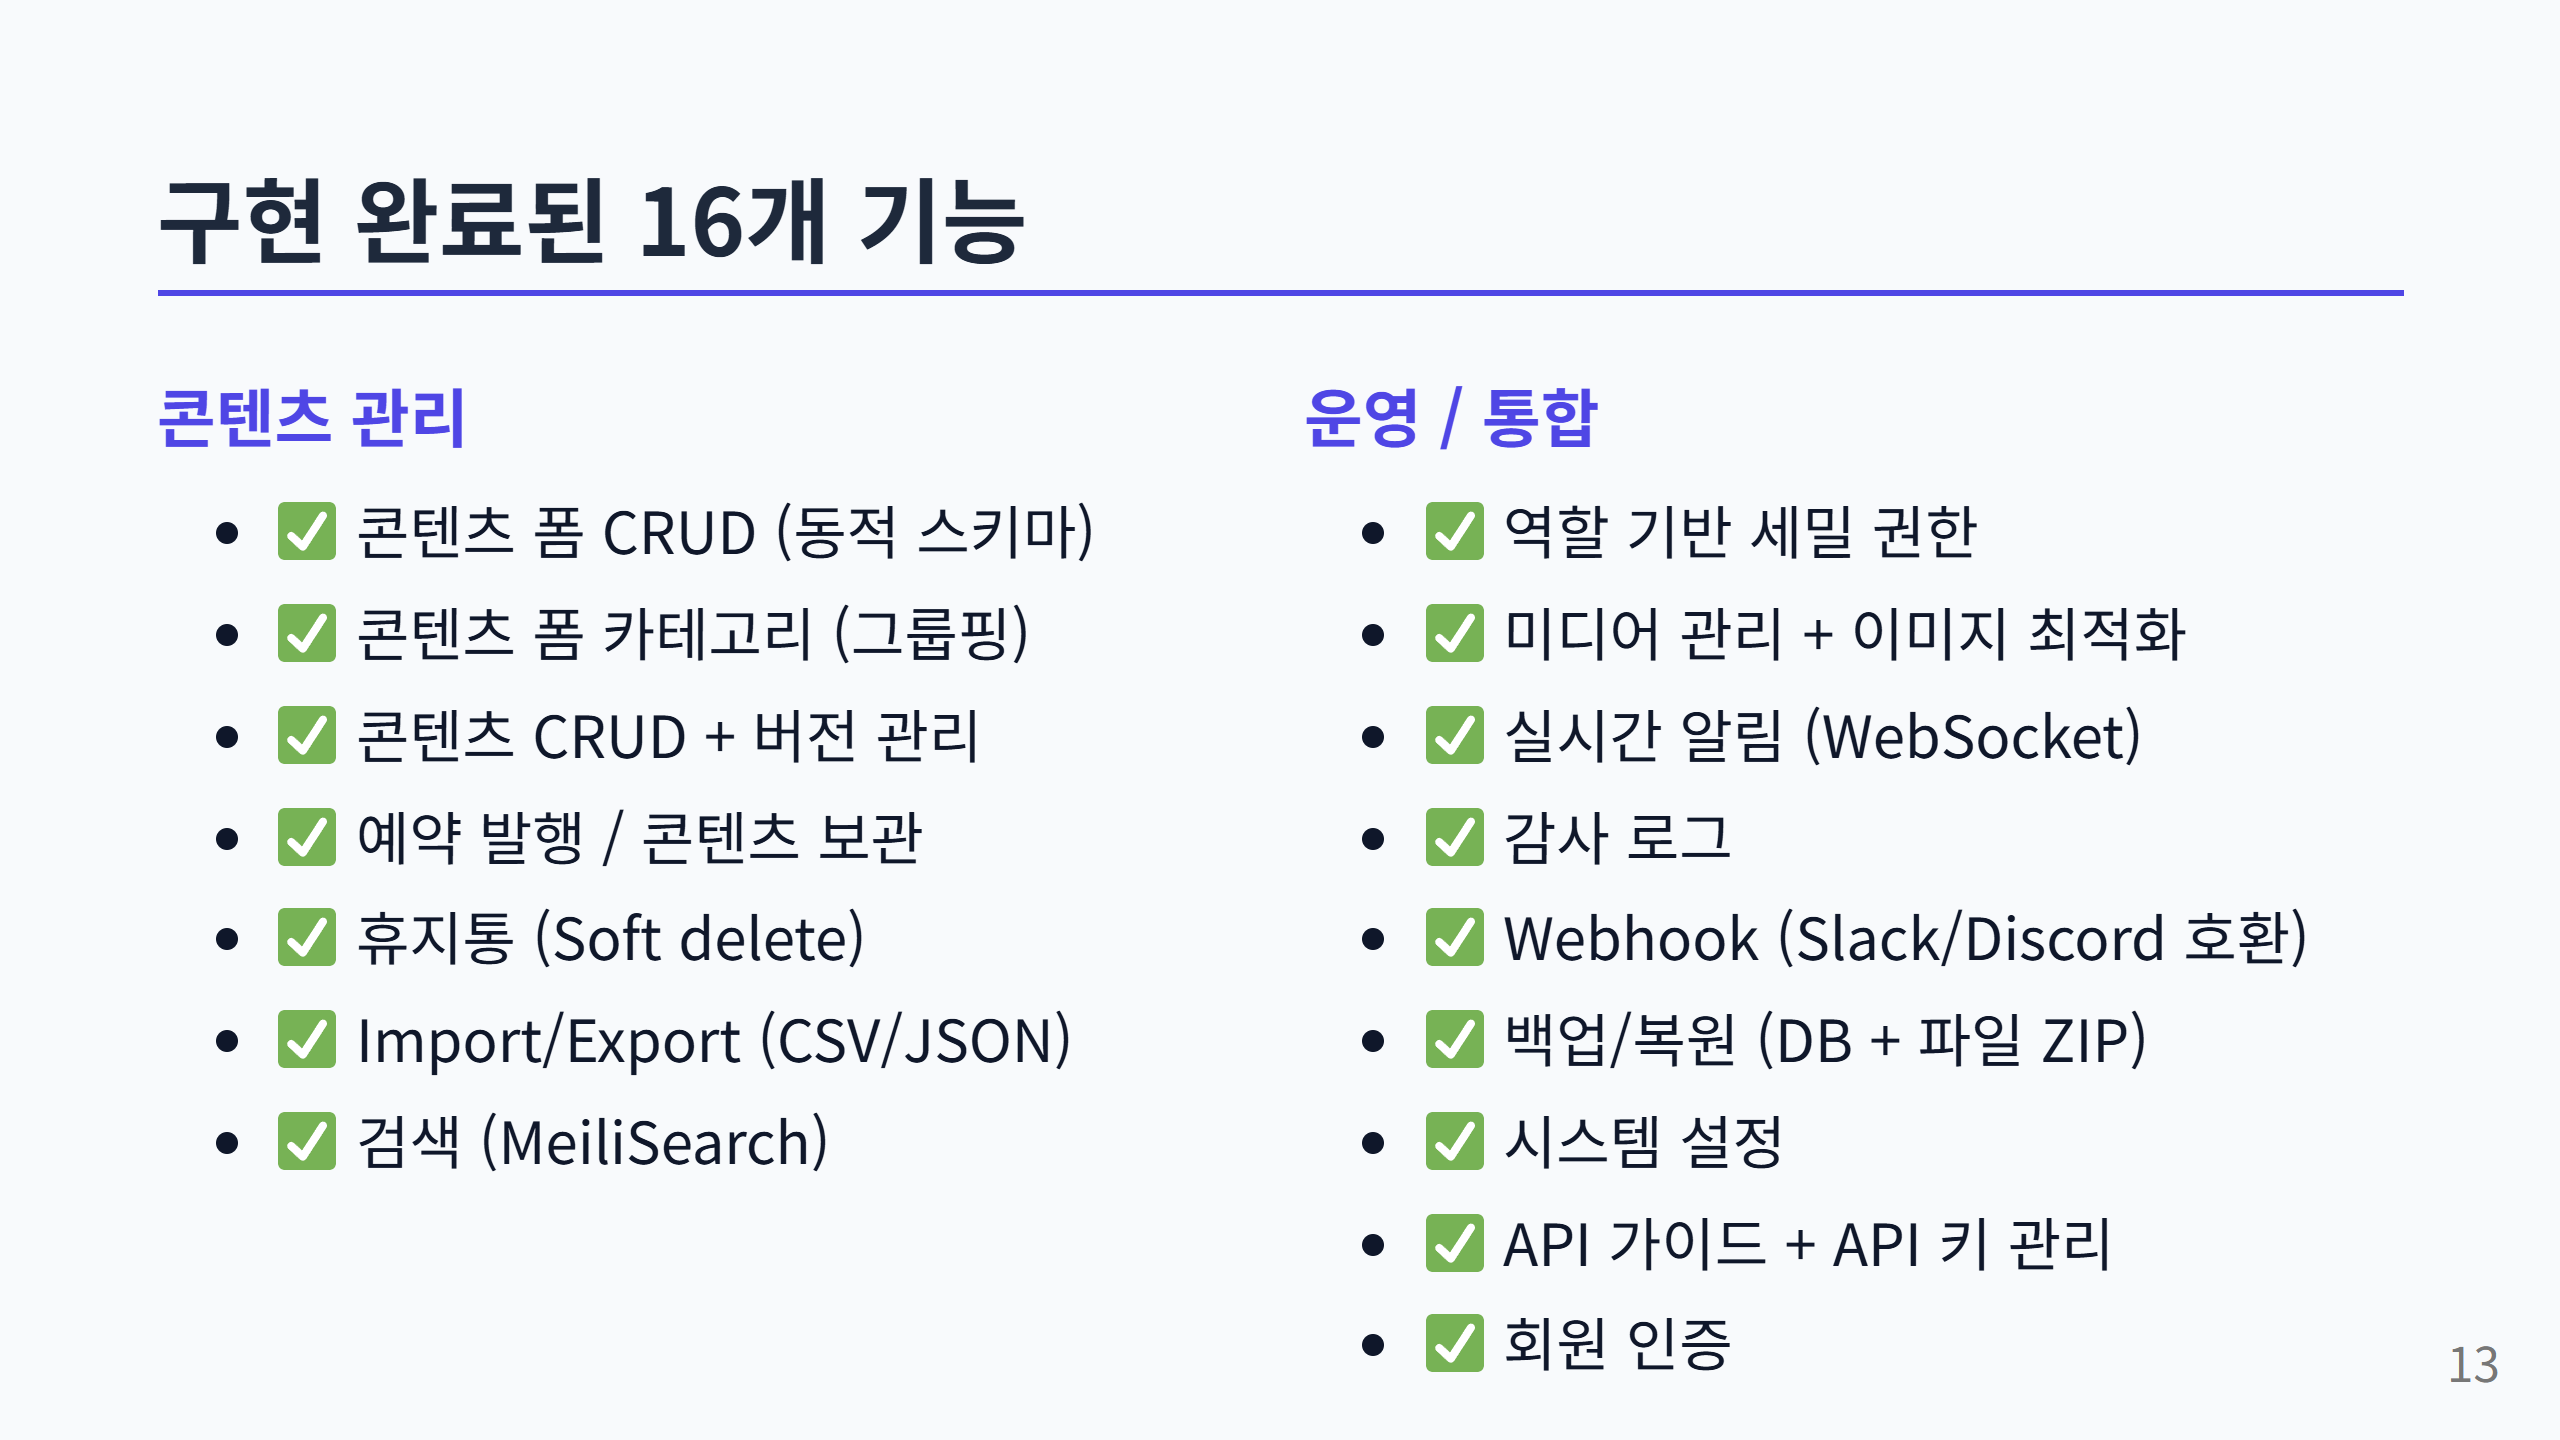 구현 완료된 16개 기능
콘텐츠 관리
• ✅ 콘텐츠 폼 CRUD (동적 스키마)
• ✅ 콘텐츠 폼 카테고리 (그룹핑)
• ✅ 콘텐츠 CRUD + 버전 관리
• ✅ 예약 발행 / 콘텐츠 보관
• ✅ 휴지통 (Soft delete)
• ✅ Import/Export (CSV/JSON)
• ✅ 검색 (MeiliSearch)
운영 / 통합
• ✅ 역할 기반 세밀 권한
• ✅ 미디어 관리 + 이미지 최적화
• ✅ 실시간 알림 (WebSocket)
• ✅ 감사 로그
• ✅ Webhook (Slack/Discord 호환)
• ✅ 백업/복원 (DB + 파일 ZIP)
• ✅ 시스템 설정
• ✅ API 가이드 + API 키 관리
• ✅ 회원 인증
13